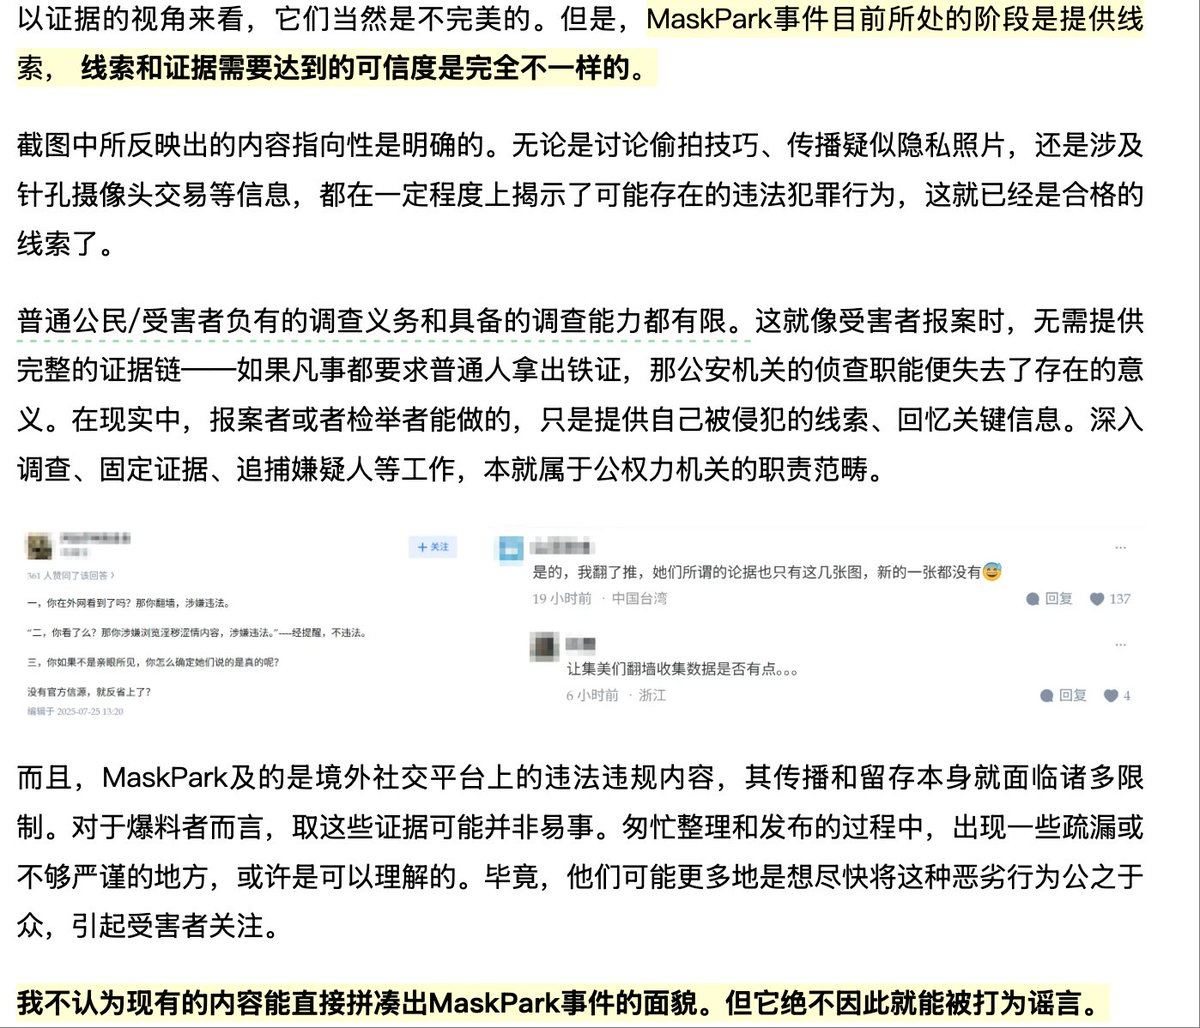 以证据的视角来看，它们当然是不完美的。但是，MaskPark事件目前所处的阶段是提供线
索， 线索和证据需要达到的可信度是完全不一样的。
截图中所反映出的内容指向性是明确的。无论是讨论偷拍技巧、传播疑似隐私照片，还是涉及
针孔摄像头交易等信息，都在一定程度上揭示了可能存在的违法犯罪行为，这就已经是合格的
线索了。
普通公民/受害者负有的调查义务和具备的调查能力都有限。这就像受害者报案时，无需提供
完整的证据链——如果凡事都要求普通人拿出铁证，那公安机关的侦查职能便失去了存在的意
义。在现实中，报案者或者检举者能做的，只是提供自己被侵犯的线索、回忆关键信息。深入
调查、固定证据、追捕嫌疑人等工作，本就属于公权力机关的职责范畴。
+ 关注
361 人赞同了该回答 〉
一，你在外网看到了吗？那你翻墙，涉嫌违法。
“二，你看了么？那你涉嫌浏览淫秽涩情内容，涉嫌违法。”----经提醒，不违法。
三，你如果不是亲眼所见，你怎么确定她们说的是真的呢？
没有官方信源，就反省上了？
编辑于 2025-07-25 13:20
是的，我翻了推，她们所谓的论据也只有这几张图，新的一张都没有😅
19 小时前 · 中国台湾 回复 137
让集美们翻墙收集数据是否有点。。。
6 小时前 · 浙江 回复 4
而且，MaskPark及的是境外社交平台上的违法违规内容，其传播和留存本身就面临诸多限
制。对于爆料者而言，取这些证据可能并非易事。匆忙整理和发布的过程中，出现一些疏漏或
不够严谨的地方，或许是可以理解的。毕竟，他们可能更多地是想尽快将这种恶劣行为公之于
众，引起受害者关注。
我不认为现有的内容能直接拼凑出MaskPark事件的面貌。但它绝不因此就能被打为谣言。